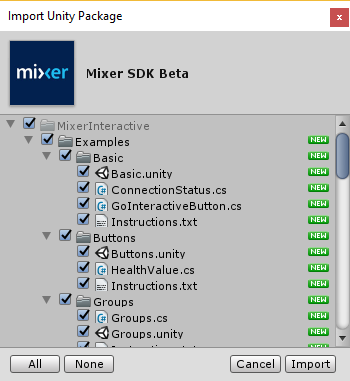 Import Unity Package
x
mixer
Mixer SDK Beta
MixerInteractive
Examples NEW
Basic NEW
Basic.unity NEW
ConnectionStatus.cs NEW
GoInteractiveButton.cs NEW
Instructions.txt NEW
Buttons NEW
Buttons.unity NEW
HealthValue.cs NEW
Instructions.txt NEW
Groups NEW
Groups.cs NEW
Groups.unity NEW
All None Cancel Import